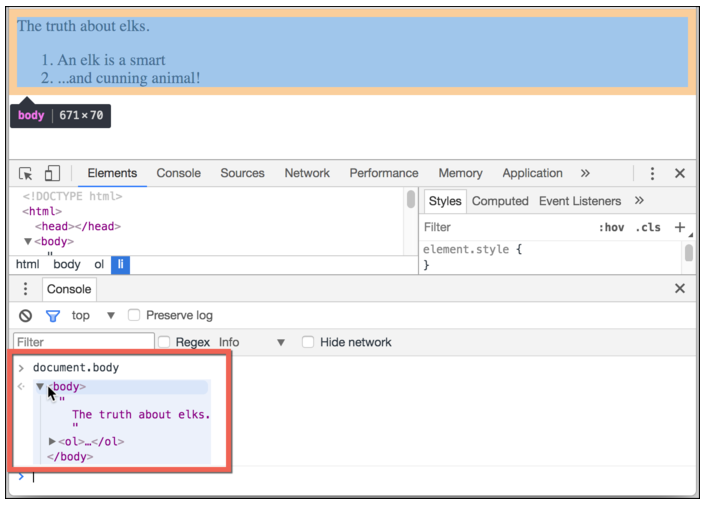 The truth about elks.
1. An elk is a smart
2. ...and cunning animal!
body | 671×70
Elements Console Sources Network Performance Memory Application »
<!DOCTYPE html>
<html>
<head></head>
▼<body>
"
html body ol li
Styles Computed Event Listeners »
Filter :hov .cls +
element.style {
}
Console
top ▼ Preserve log
Filter Regex Info ▼ Hide network
> document.body
▼<body>
"
The truth about elks.
"
▶<ol>…</ol>
</body>
>